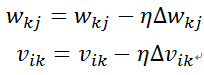 w_{kj} = w_{kj} − ηΔw_{kj}
v_{ik} = v_{ik} − ηΔv_{ik}